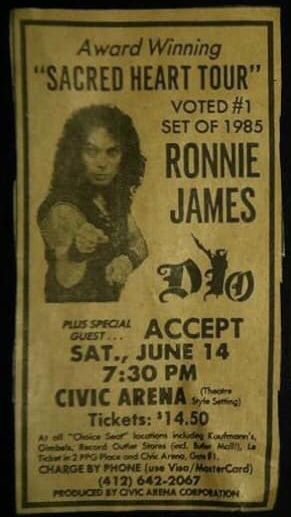 Award Winning
"SACRED HEART TOUR"
VOTED #1
SET OF 1985
RONNIE
JAMES
DIO
PLUS SPECIAL
GUEST... ACCEPT
SAT., JUNE 14
7:30 PM
CIVIC ARENA (Theatre
Style Setting)
Tickets: $14.50
At all "Choice Seat" locations including Kaufmann's,
Gimbels, Record Outlet Stores (incl. Butler Mall!), La
Ticket in 2 PPG Place and Civic Arena, Gate #1.
CHARGE BY PHONE (use Visa/MasterCard)
(412) 642-2067
PRODUCED BY CIVIC ARENA CORPORATION